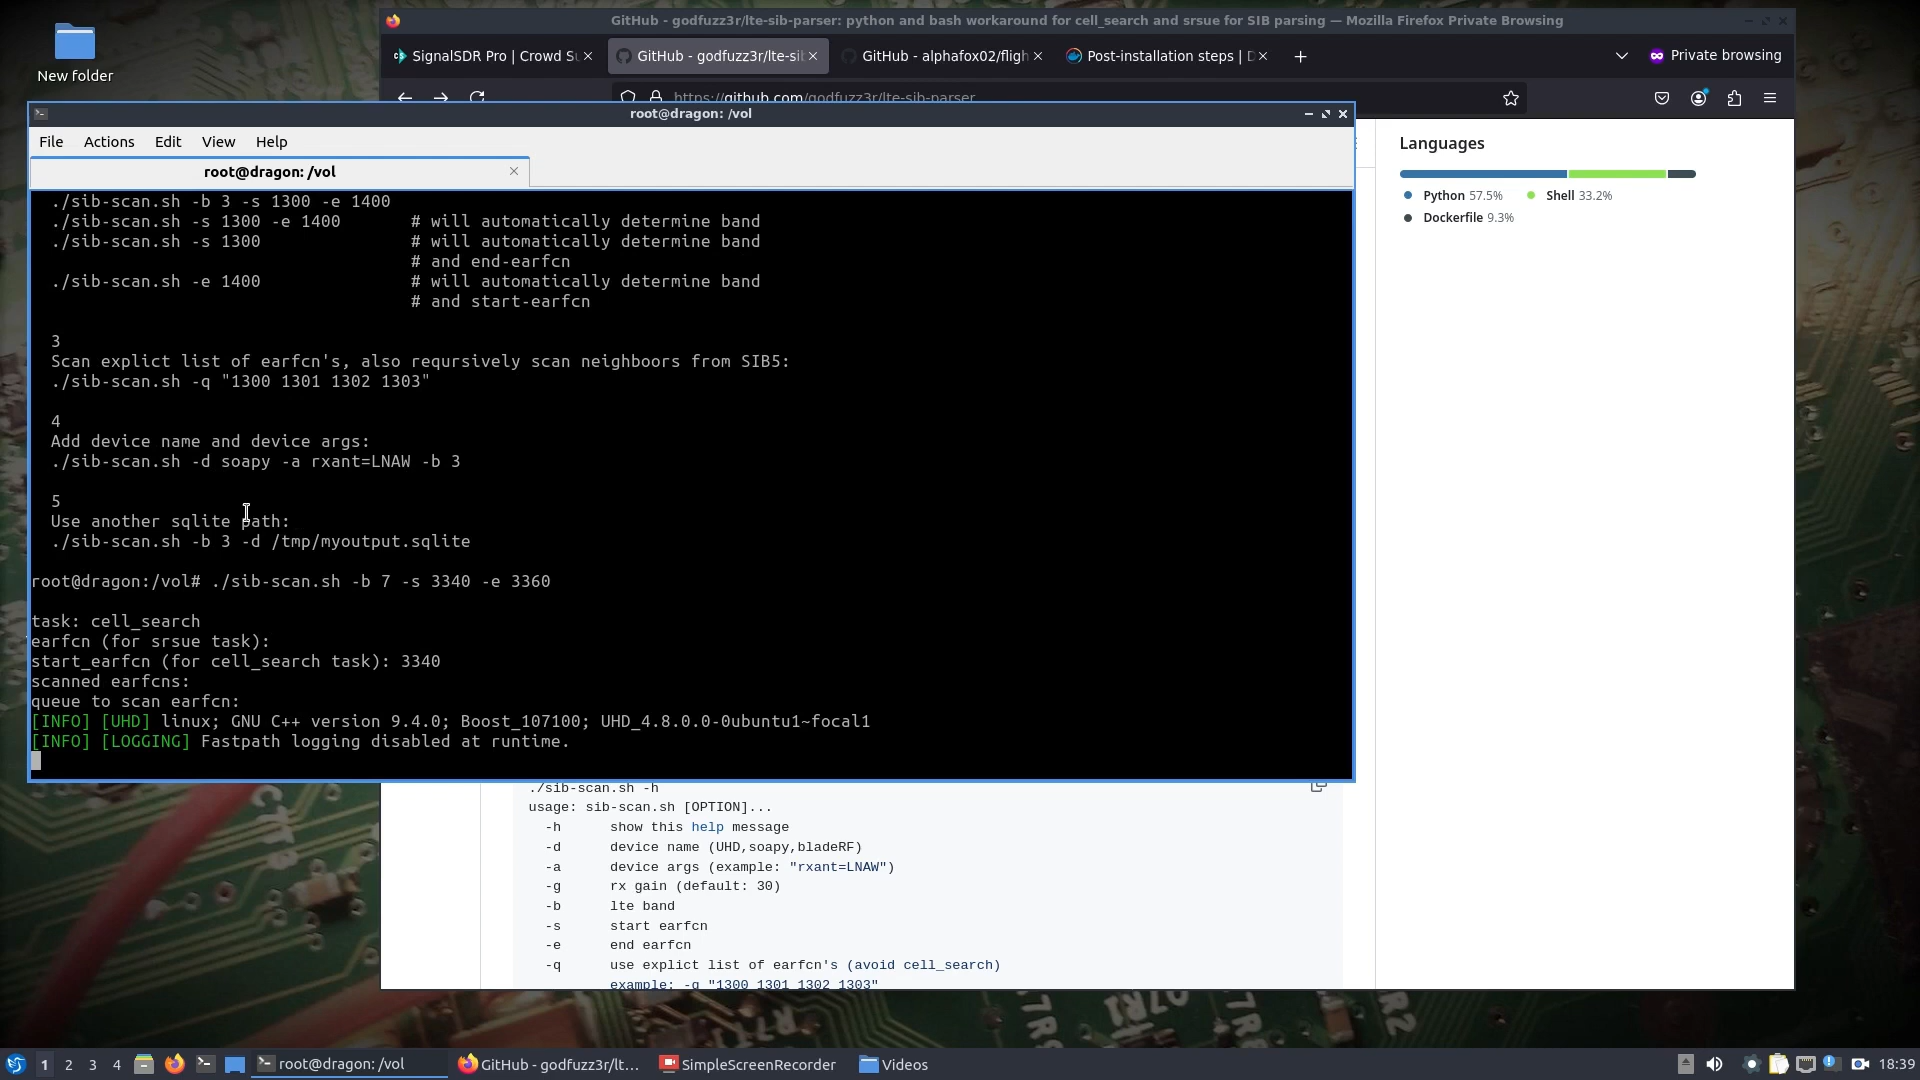 New folder
GitHub - godfuzz3r/lte-sib-parser: python and bash workaround for cell_search and srsue for SIB parsing — Mozilla Firefox Private Browsing
SignalSDR Pro | Crowd Su
GitHub - godfuzz3r/lte-sib
GitHub - alphafox02/fligh
Post-installation steps | D
Private browsing
https://github.com/godfuzz3r/lte-sib-parser
root@dragon: /vol
File Actions Edit View Help
root@dragon: /vol
./sib-scan.sh -b 3 -s 1300 -e 1400
./sib-scan.sh -s 1300 -e 1400 # will automatically determine band
./sib-scan.sh -s 1300 # will automatically determine band
# and end-earfcn
./sib-scan.sh -e 1400 # will automatically determine band
# and start-earfcn
3
Scan explict list of earfcn's, also reqursively scan neighboors from SIB5:
./sib-scan.sh -q "1300 1301 1302 1303"
4
Add device name and device args:
./sib-scan.sh -d soapy -a rxant=LNAW -b 3
5
Use another sqlite path:
./sib-scan.sh -b 3 -d /tmp/myoutput.sqlite
root@dragon:/vol# ./sib-scan.sh -b 7 -s 3340 -e 3360
task: cell_search
earfcn (for srsue task):
start_earfcn (for cell_search task): 3340
scanned earfcns:
queue to scan earfcn:
[INFO] [UHD] linux; GNU C++ version 9.4.0; Boost_107100; UHD_4.8.0.0-0ubuntu1~focal1
[INFO] [LOGGING] Fastpath logging disabled at runtime.
Languages
Python 57.5% Shell 33.2%
Dockerfile 9.3%
./sib-scan.sh -h
usage: sib-scan.sh [OPTION]...
-h show this help message
-d device name (UHD,soapy,bladeRF)
-a device args (example: "rxant=LNAW")
-g rx gain (default: 30)
-b lte band
-s start earfcn
-e end earfcn
-q use explict list of earfcn's (avoid cell_search)
example: -q "1300 1301 1302 1303"
1 2 3 4 root@dragon: /vol GitHub - godfuzz3r/lt... SimpleScreenRecorder Videos 18:39